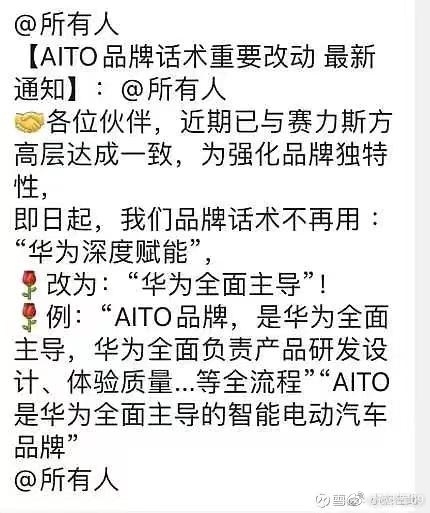 @所有人
【AITO品牌话术重要改动 最新
通知】：@所有人
🤝各位伙伴，近期已与赛力斯方
高层达成一致，为强化品牌独特
性，
即日起，我们品牌话术不再用：
“华为深度赋能”，
🌹改为：“华为全面主导”！
🌹例：“AITO品牌，是华为全面
主导，华为全面负责产品研发设
计、体验质量...等全流程”“AITO
是华为全面主导的智能电动汽车
品牌”
@所有人
雪